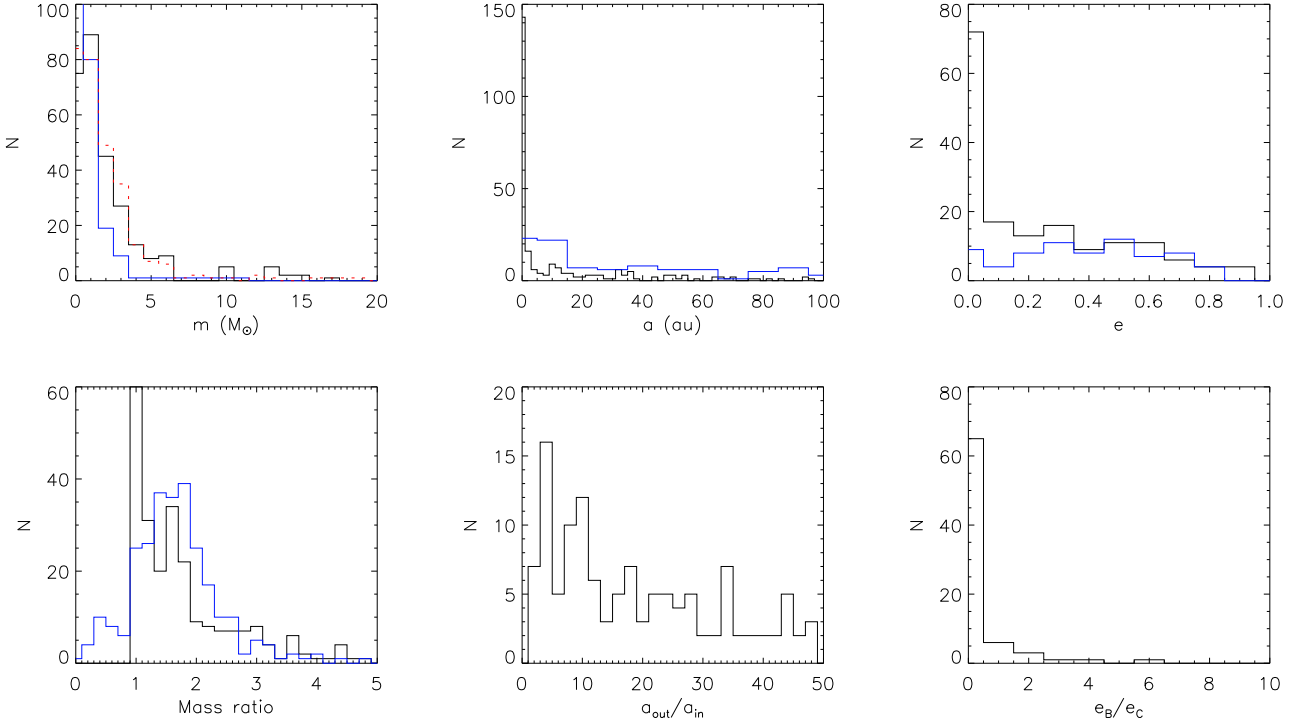 100
80
60
40
20
0
N
0 5 10 15 20
m (M⊙)
150
100
50
0
N
0 20 40 60 80 100
a (au)
80
60
40
20
0
N
0.0 0.2 0.4 0.6 0.8 1.0
e
60
40
20
0
N
0 1 2 3 4 5
Mass ratio
20
15
10
5
0
N
0 10 20 30 40 50
a_out/a_in
80
60
40
20
0
N
0 2 4 6 8 10
e_B/e_C